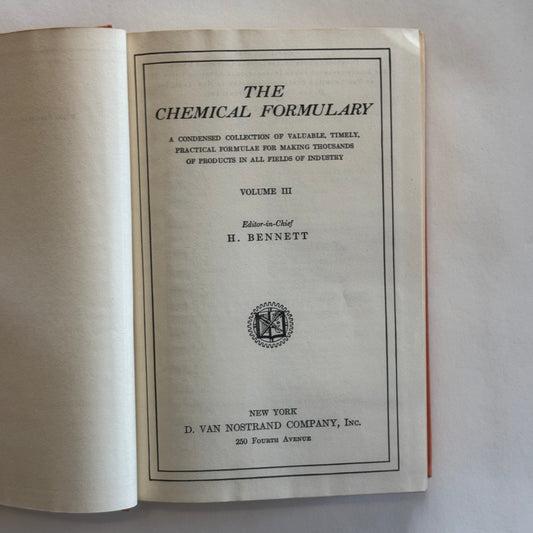 THE
CHEMICAL FORMULARY
A CONDENSED COLLECTION OF VALUABLE, TIMELY,
PRACTICAL FORMULAE FOR MAKING THOUSANDS
OF PRODUCTS IN ALL FIELDS OF INDUSTRY
VOLUME III
Editor-in-Chief
H. BENNETT
NEW YORK
D. VAN NOSTRAND COMPANY, INC.
250 FOURTH AVENUE